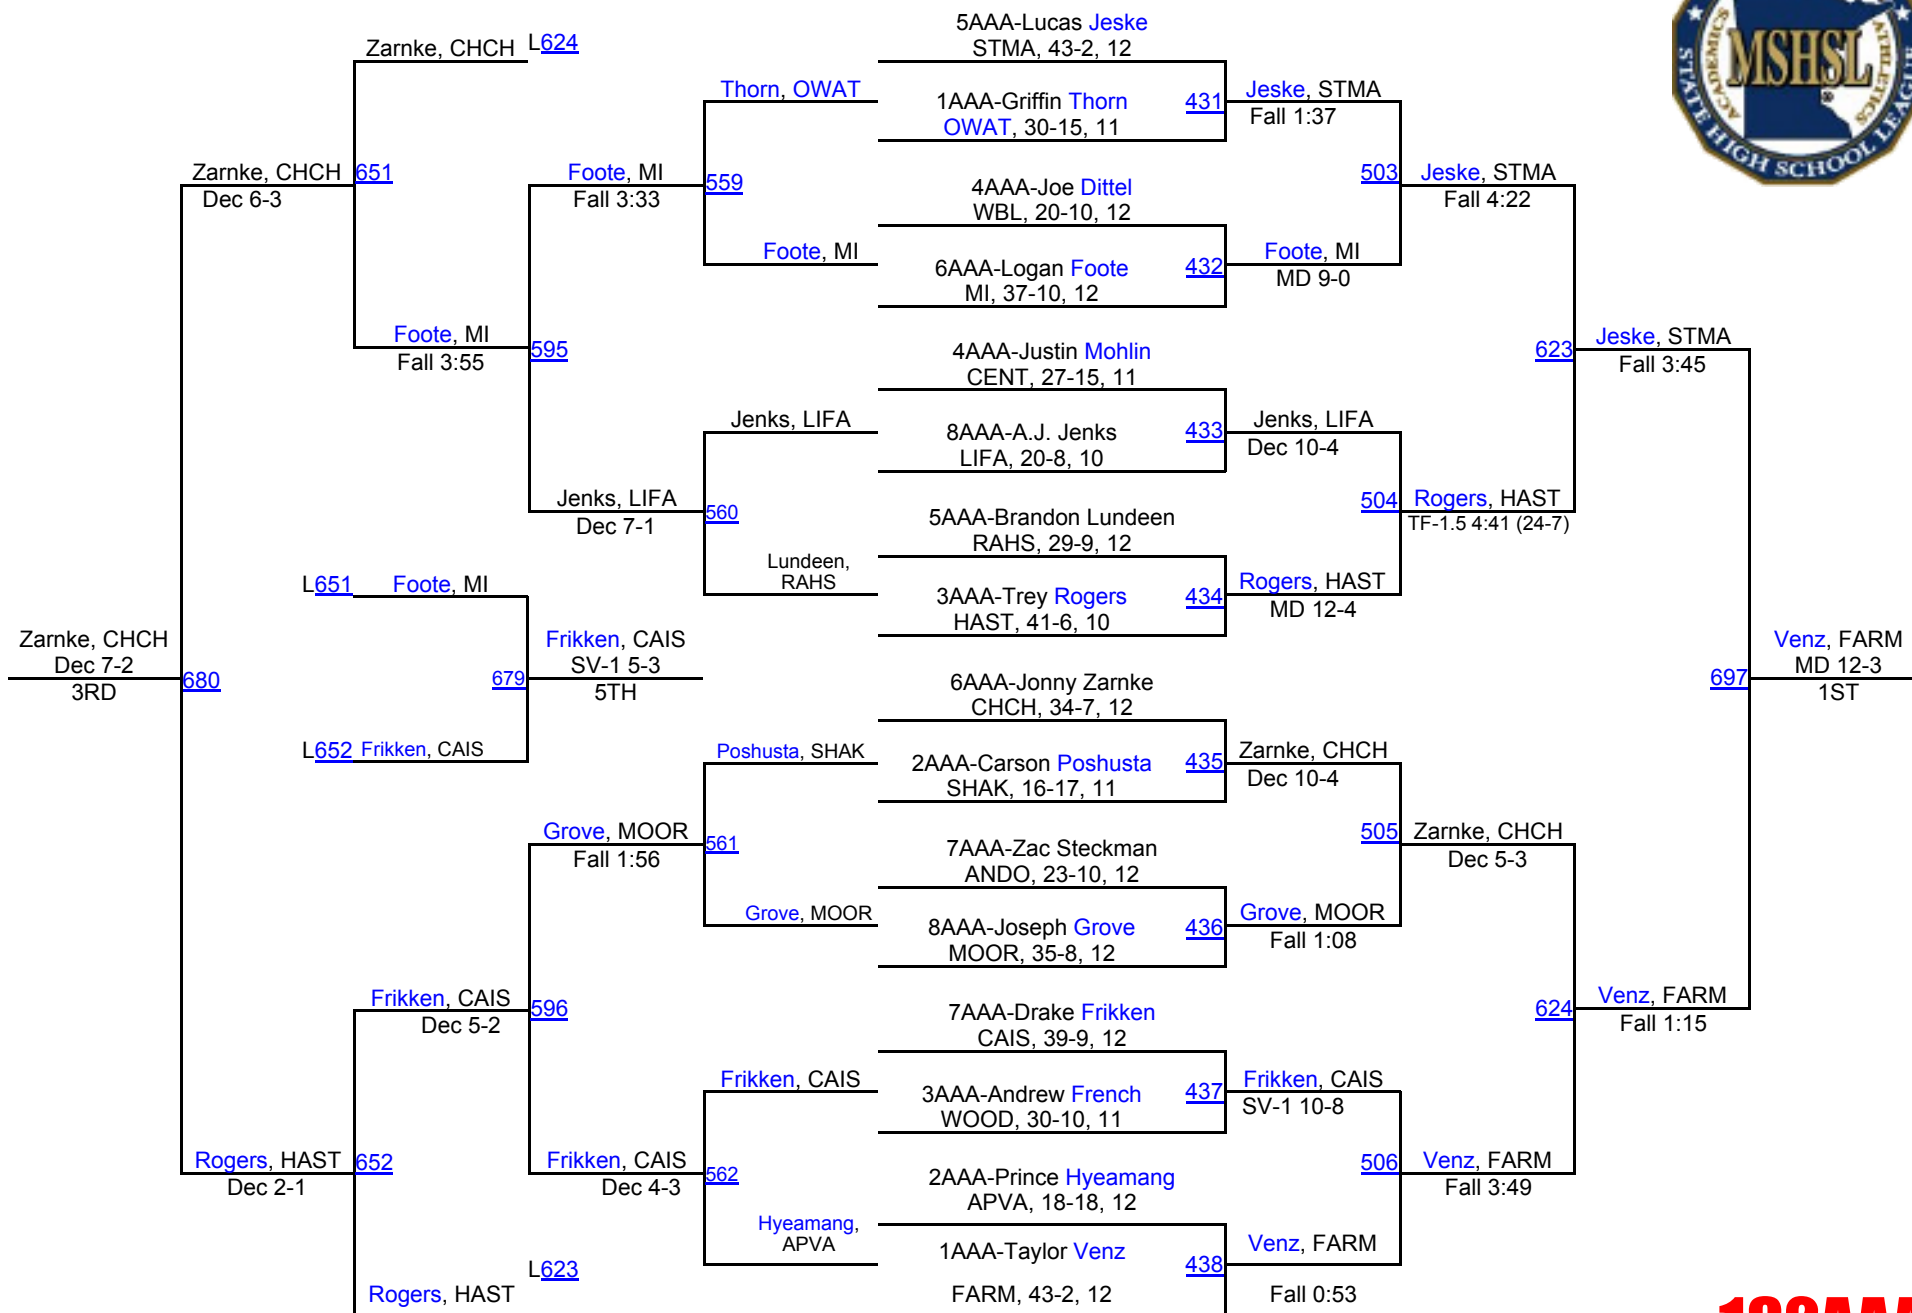 Zarnke, CHCH L624
5AAA-Lucas Jeske
STMA, 43-2, 12
MSHSL
ACADEMICS
ATHLETICS
STATE HIGH SCHOOL LEAGUE
Thorn, OWAT
1AAA-Griffin Thorn
OWAT, 30-15, 11
431
Jeske, STMA
Fall 1:37
Zarnke, CHCH
Dec 6-3
651
Foote, MI
Fall 3:33
559
4AAA-Joe Dittel
WBL, 20-10, 12
503
Jeske, STMA
Fall 4:22
Foote, MI
6AAA-Logan Foote
MI, 37-10, 12
432
Foote, MI
MD 9-0
Foote, MI
Fall 3:55
595
4AAA-Justin Mohlin
CENT, 27-15, 11
623
Jeske, STMA
Fall 3:45
Jenks, LIFA
8AAA-A.J. Jenks
LIFA, 20-8, 10
433
Jenks, LIFA
Dec 10-4
Jenks, LIFA
Dec 7-1
560
5AAA-Brandon Lundeen
RAHS, 29-9, 12
504
Rogers, HAST
TF-1.5 4:41 (24-7)
Lundeen,
RAHS
L651 Foote, MI
3AAA-Trey Rogers
HAST, 41-6, 10
434
Rogers, HAST
MD 12-4
Zarnke, CHCH
Dec 7-2
3RD
680
679
Frikken, CAIS
SV-1 5-3
5TH
6AAA-Jonny Zarnke
CHCH, 34-7, 12
697
Venz, FARM
MD 12-3
1ST
L652 Frikken, CAIS
Poshusta, SHAK
2AAA-Carson Poshusta
SHAK, 16-17, 11
435
Zarnke, CHCH
Dec 10-4
Grove, MOOR
Fall 1:56
561
7AAA-Zac Steckman
ANDO, 23-10, 12
505
Zarnke, CHCH
Dec 5-3
Grove, MOOR
8AAA-Joseph Grove
MOOR, 35-8, 12
436
Grove, MOOR
Fall 1:08
Frikken, CAIS
Dec 5-2
596
7AAA-Drake Frikken
CAIS, 39-9, 12
624
Venz, FARM
Fall 1:15
Frikken, CAIS
3AAA-Andrew French
WOOD, 30-10, 11
437
Frikken, CAIS
SV-1 10-8
Rogers, HAST
Dec 2-1
652
Frikken, CAIS
Dec 4-3
562
2AAA-Prince Hyeamang
APVA, 18-18, 12
506
Venz, FARM
Fall 3:49
Hyeamang,
APVA
1AAA-Taylor Venz
FARM, 43-2, 12
438
Venz, FARM
Fall 0:53
L623
Rogers, HAST